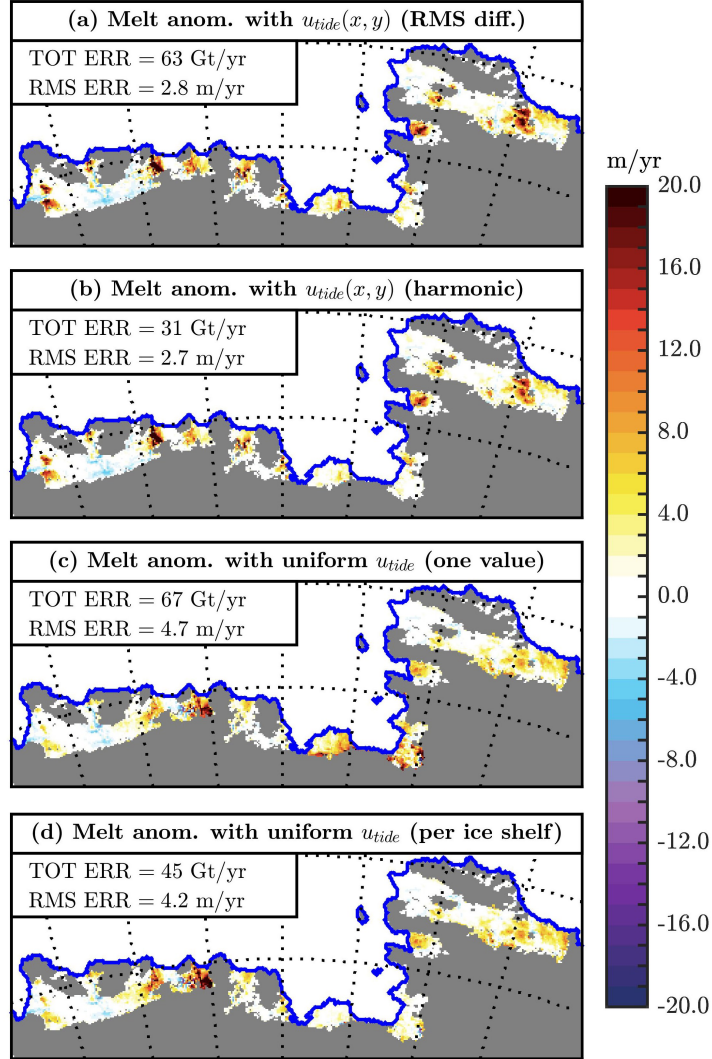 (a) Melt anom. with u_tide(x, y) (RMS diff.)
TOT ERR = 63 Gt/yr
RMS ERR = 2.8 m/yr
(b) Melt anom. with u_tide(x, y) (harmonic)
TOT ERR = 31 Gt/yr
RMS ERR = 2.7 m/yr
(c) Melt anom. with uniform u_tide (one value)
TOT ERR = 67 Gt/yr
RMS ERR = 4.7 m/yr
(d) Melt anom. with uniform u_tide (per ice shelf)
TOT ERR = 45 Gt/yr
RMS ERR = 4.2 m/yr
m/yr
20.0
16.0
12.0
8.0
4.0
0.0
-4.0
-8.0
-12.0
-16.0
-20.0